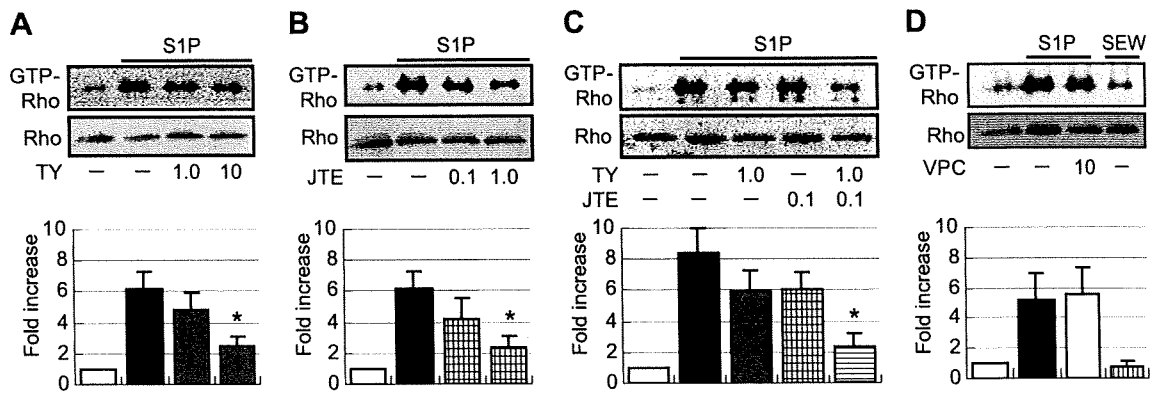 A
S1P
GTP-
Rho
Rho
TY – – 1.0 10
Fold increase
10
8
6
4
2
0
*
B
S1P
GTP-
Rho
Rho
JTE – – 0.1 1.0
Fold increase
10
8
6
4
2
0
*
C
S1P
GTP-
Rho
Rho
TY – – 1.0 – 1.0
JTE – – – 0.1 0.1
Fold increase
10
8
6
4
2
0
*
D
S1P SEW
GTP-
Rho
Rho
VPC – – 10 –
Fold increase
10
8
6
4
2
0